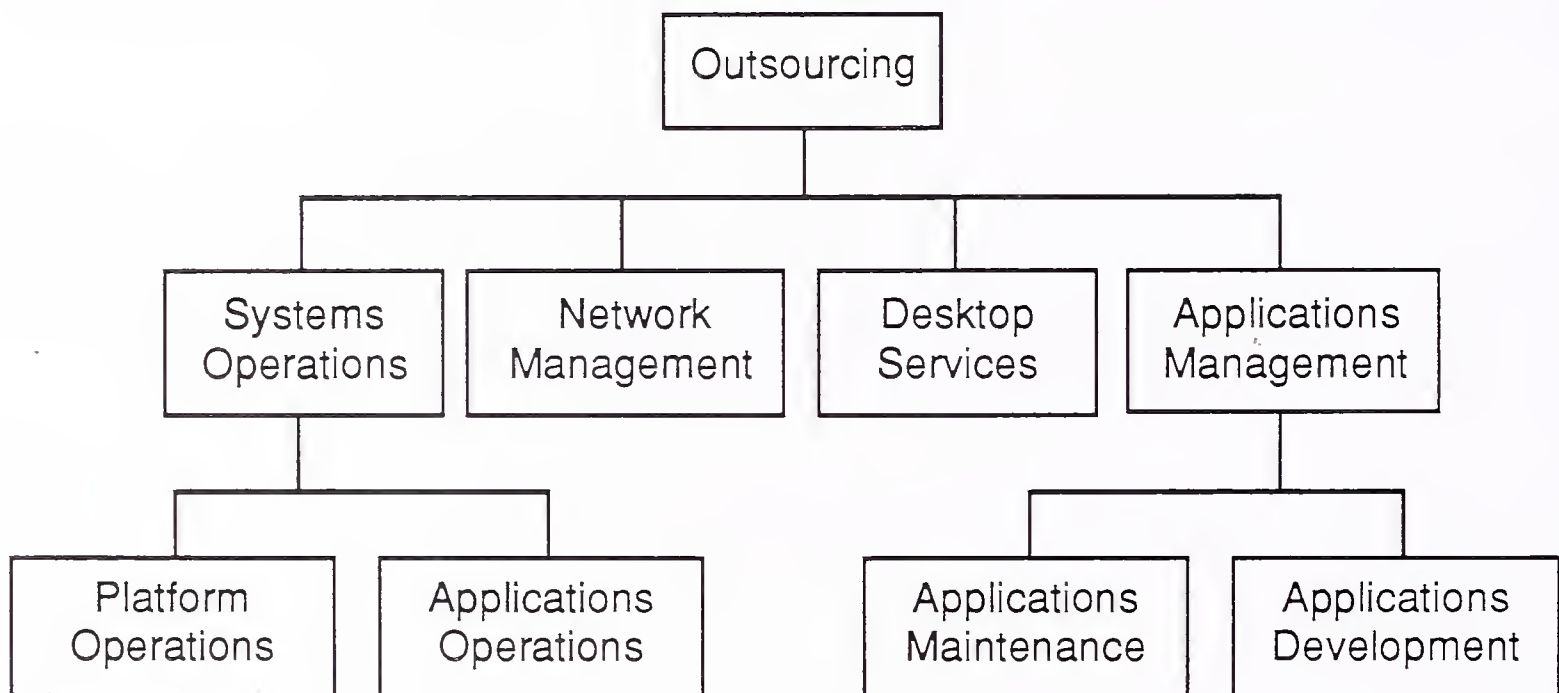 Outsourcing
Systems
Operations
Network
Management
Desktop
Services
Applications
Management
Platform
Operations
Applications
Operations
Applications
Maintenance
Applications
Development